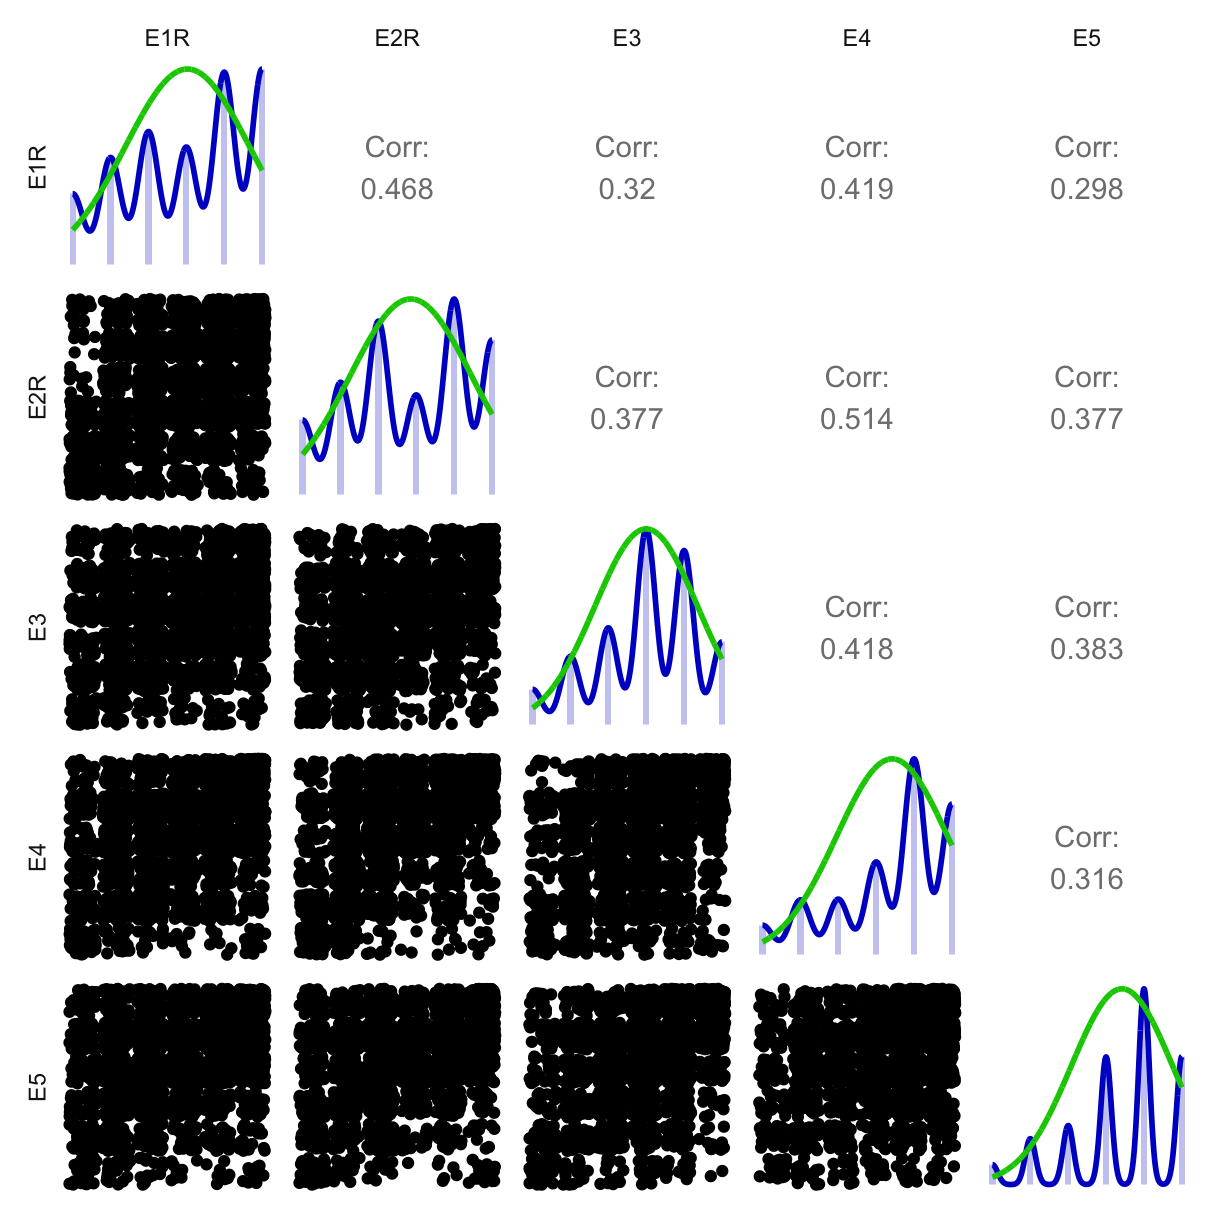 E1R E2R E3 E4 E5
E1R
Corr: Corr: Corr: Corr:
0.468 0.32 0.419 0.298
E2R
Corr: Corr: Corr:
0.377 0.514 0.377
E3
Corr: Corr:
0.418 0.383
E4
Corr:
0.316
E5